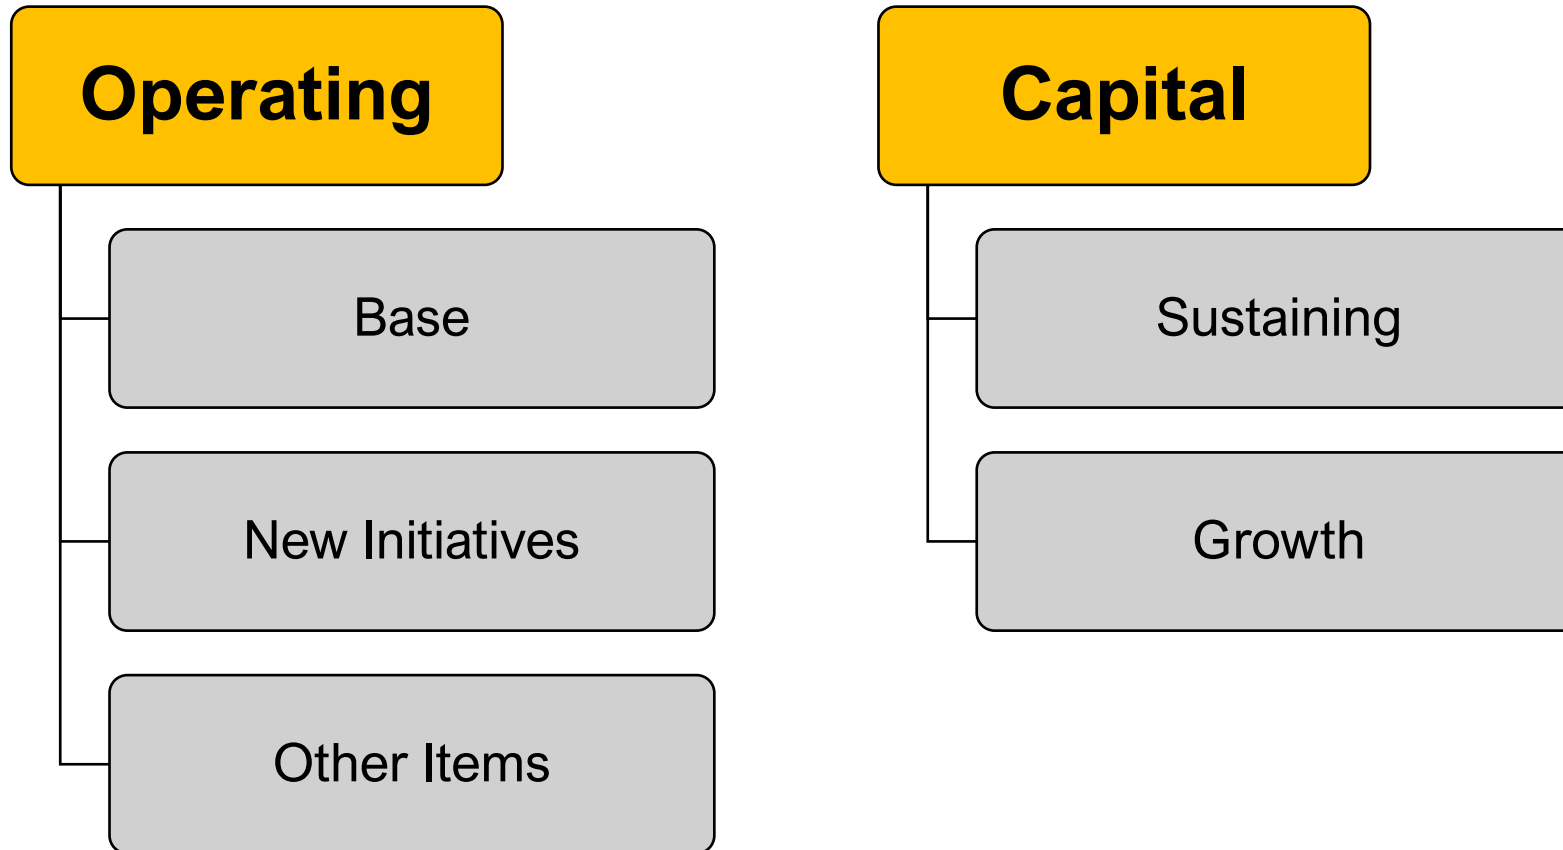 Operating
Base
New Initiatives
Other Items
Capital
Sustaining
Growth